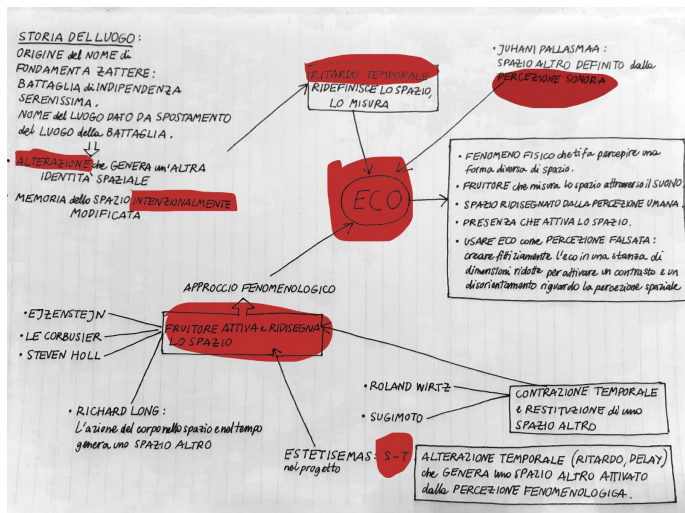 STORIA DEL LUOGO:
ORIGINE del NOME di
FONDAMENTA ZATTERE:
BATTAGLIA di INDIPENDENZA
SERENISSIMA.
NOME del LUOGO DATO DA SPOSTAMENTO
del LUOGO della BATTAGLIA.
• ALTERAZIONE che GENERA un'ALTRA
IDENTITA' SPAZIALE
• MEMORIA dello SPAZIO INTENZIONALMENTE
MODIFICATA
RITARDO TEMPORALE
RIDEFINISCE LO SPAZIO,
LO MISURA
• JUHANI PALLASMAA:
SPAZIO ALTRO DEFINITO dalla
PERCEZIONE SONORA
ECO
• FENOMENO FISICO che ti fa percepire una
forma diversa di spazio.
• FRUITORE che misura lo spazio attraverso il SUONO.
• SPAZIO RIDISEGNATO DALLA PERCEZIONE UMANA.
• PRESENZA CHE ATTIVA LO SPAZIO.
• USARE ECO come PERCEZIONE FALSATA:
creare fittiziamente l'eco in una stanza di
dimensioni ridotte per attivare un contrasto e un
disorientamento riguardo la percezione spaziale
APPROCCIO FENOMENOLOGICO
FRUITORE ATTIVA e RIDISEGNA
LO SPAZIO
• EJZENSTEJN
• LE CORBUSIER
• STEVEN HOLL
• RICHARD LONG:
L'azione del corpo nello spazio e nel tempo
genera uno SPAZIO ALTRO
• ROLAND WIRTZ
• SUGIMOTO
CONTRAZIONE TEMPORALE
e RESTITUZIONE di uno
SPAZIO ALTRO
ESTETISEMAS: S-T
nel progetto
ALTERAZIONE TEMPORALE (RITARDO, DELAY)
che GENERA uno SPAZIO ALTRO ATTIVATO
dalla PERCEZIONE FENOMENOLOGICA.